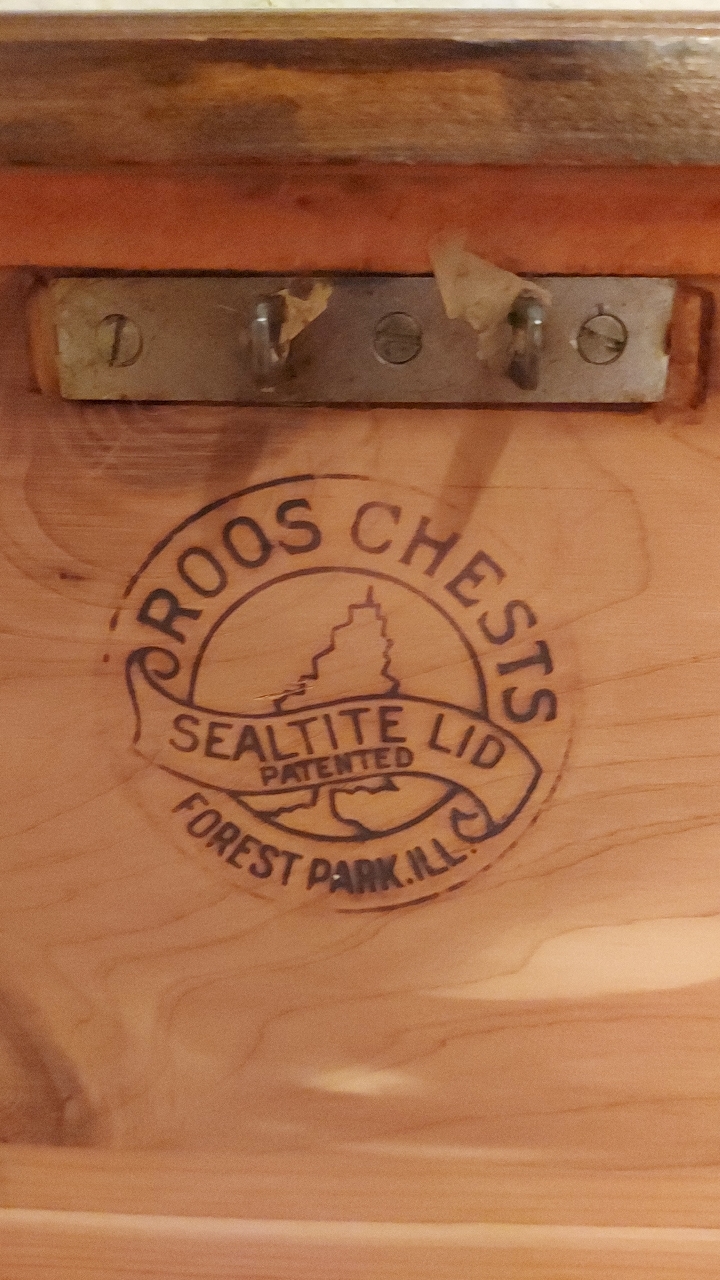 ROOS CHESTS
SEALTITE LID
PATENTED
FOREST PARK. ILL.